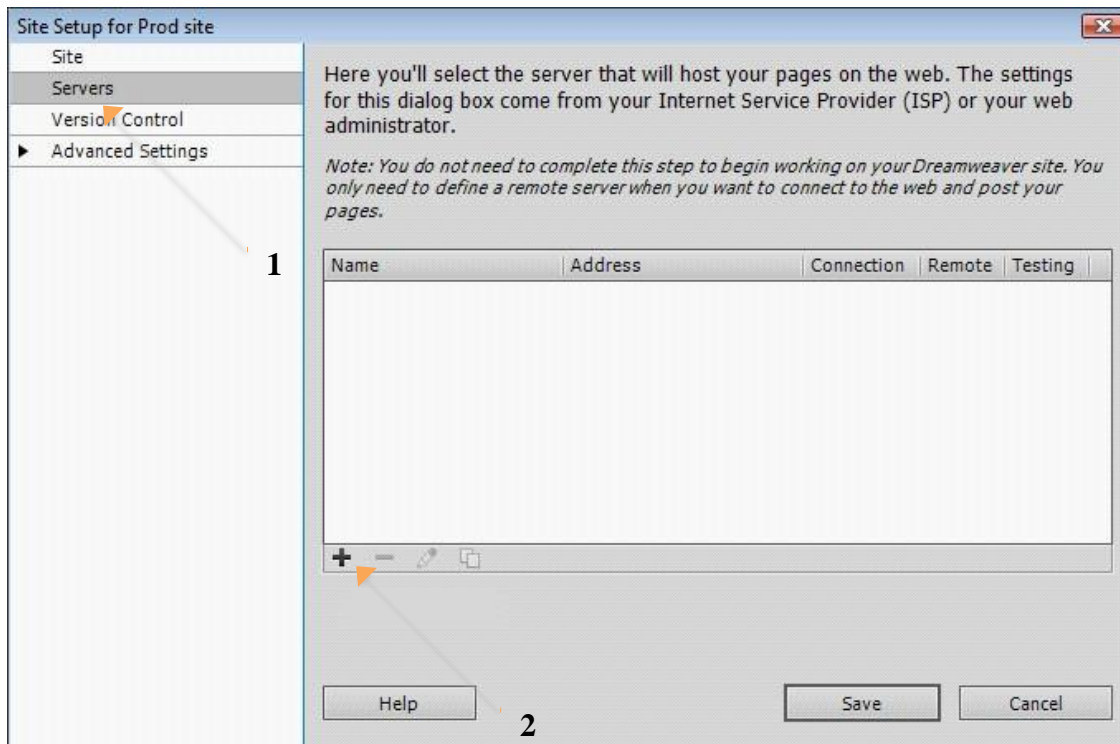 Site Setup for Prod site
Site
Servers
Version Control
Advanced Settings
Here you'll select the server that will host your pages on the web. The settings
for this dialog box come from your Internet Service Provider (ISP) or your web
administrator.
Note: You do not need to complete this step to begin working on your Dreamweaver site. You
only need to define a remote server when you want to connect to the web and post your
pages.
1
Name Address Connection Remote Testing
Help Save Cancel
2